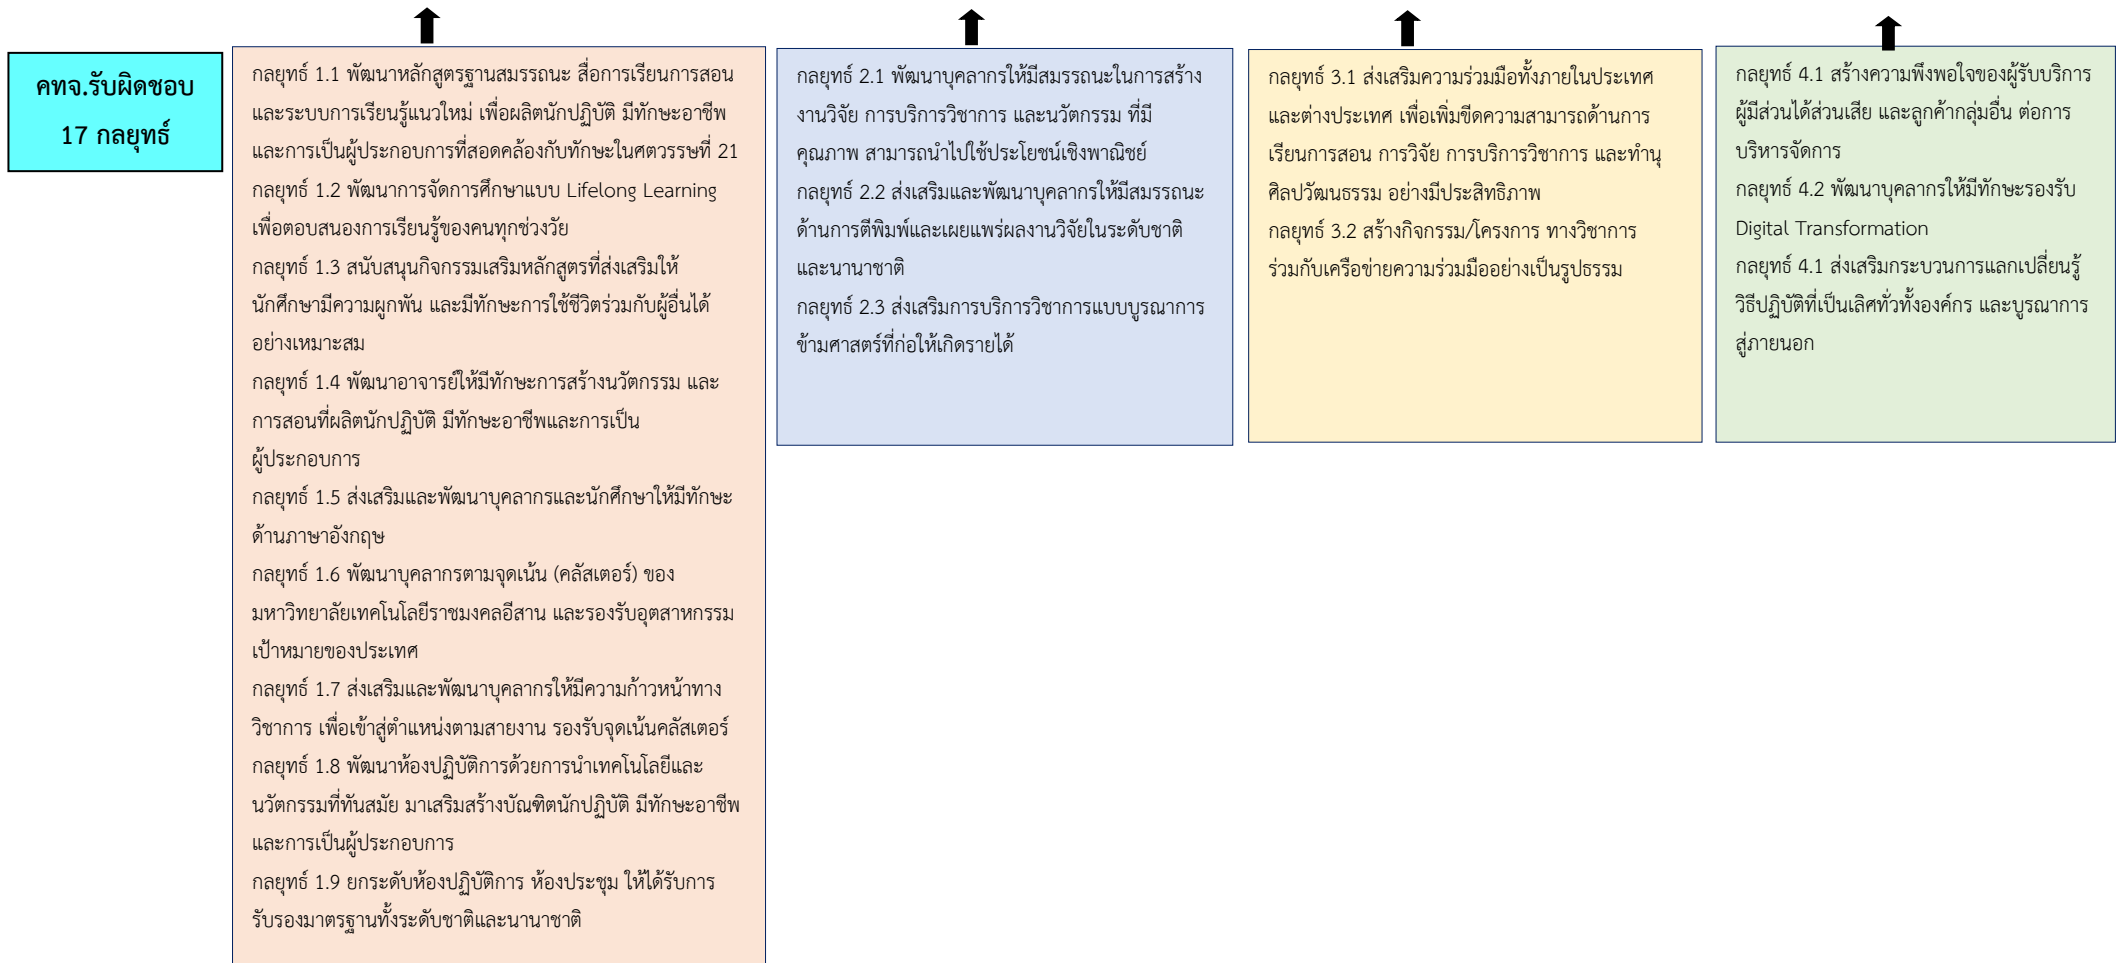 คทจ.รับผิดชอบ
17 กลยุทธ์
กลยุทธ์ 1.1 พัฒนาหลักสูตรฐานสมรรถนะ สื่อการเรียนการสอน
และระบบการเรียนรู้แนวใหม่ เพื่อผลิตนักปฏิบัติ มีทักษะอาชีพ
และการเป็นผู้ประกอบการที่สอดคล้องกับทักษะในศตวรรษที่ 21
กลยุทธ์ 1.2 พัฒนาการจัดการศึกษาแบบ Lifelong Learning
เพื่อตอบสนองการเรียนรู้ของคนทุกช่วงวัย
กลยุทธ์ 1.3 สนับสนุนกิจกรรมเสริมหลักสูตรที่ส่งเสริมให้
นักศึกษามีความผูกพัน และมีทักษะการใช้ชีวิตร่วมกับผู้อื่นได้
อย่างเหมาะสม
กลยุทธ์ 1.4 พัฒนาอาจารย์ให้มีทักษะการสร้างนวัตกรรม และ
การสอนที่ผลิตนักปฏิบัติ มีทักษะอาชีพและการเป็น
ผู้ประกอบการ
กลยุทธ์ 1.5 ส่งเสริมและพัฒนาบุคลากรและนักศึกษาให้มีทักษะ
ด้านภาษาอังกฤษ
กลยุทธ์ 1.6 พัฒนาบุคลากรตามจุดเน้น (คลัสเตอร์) ของ
มหาวิทยาลัยเทคโนโลยีราชมงคลอีสาน และรองรับอุตสาหกรรม
เป้าหมายของประเทศ
กลยุทธ์ 1.7 ส่งเสริมและพัฒนาบุคลากรให้มีความก้าวหน้าทาง
วิชาการ เพื่อเข้าสู่ตำแหน่งตามสายงาน รองรับจุดเน้นคลัสเตอร์
กลยุทธ์ 1.8 พัฒนาห้องปฏิบัติการด้วยการนำเทคโนโลยีและ
นวัตกรรมที่ทันสมัย มาเสริมสร้างบัณฑิตนักปฏิบัติ มีทักษะอาชีพ
และการเป็นผู้ประกอบการ
กลยุทธ์ 1.9 ยกระดับห้องปฏิบัติการ ห้องประชุม ให้ได้รับการ
รับรองมาตรฐานทั้งระดับชาติและนานาชาติ
กลยุทธ์ 2.1 พัฒนาบุคลากรให้มีสมรรถนะในการสร้าง
งานวิจัย การบริการวิชาการ และนวัตกรรม ที่มี
คุณภาพ สามารถนำไปใช้ประโยชน์เชิงพาณิชย์
กลยุทธ์ 2.2 ส่งเสริมและพัฒนาบุคลากรให้มีสมรรถนะ
ด้านการตีพิมพ์และเผยแพร่ผลงานวิจัยในระดับชาติ
และนานาชาติ
กลยุทธ์ 2.3 ส่งเสริมการบริการวิชาการแบบบูรณาการ
ข้ามศาสตร์ที่ก่อให้เกิดรายได้
กลยุทธ์ 3.1 ส่งเสริมความร่วมมือทั้งภายในประเทศ
และต่างประเทศ เพื่อเพิ่มขีดความสามารถด้านการ
เรียนการสอน การวิจัย การบริการวิชาการ และทำนุ
ศิลปวัฒนธรรม อย่างมีประสิทธิภาพ
กลยุทธ์ 3.2 สร้างกิจกรรม/โครงการ ทางวิชาการ
ร่วมกับเครือข่ายความร่วมมืออย่างเป็นรูปธรรม
กลยุทธ์ 4.1 สร้างความพึงพอใจของผู้รับบริการ
ผู้มีส่วนได้ส่วนเสีย และลูกค้ากลุ่มอื่น ต่อการ
บริหารจัดการ
กลยุทธ์ 4.2 พัฒนาบุคลากรให้มีทักษะรองรับ
Digital Transformation
กลยุทธ์ 4.1 ส่งเสริมกระบวนการแลกเปลี่ยนรู้
วิธีปฏิบัติที่เป็นเลิศทั่วทั้งองค์กร และบูรณาการ
สู่ภายนอก